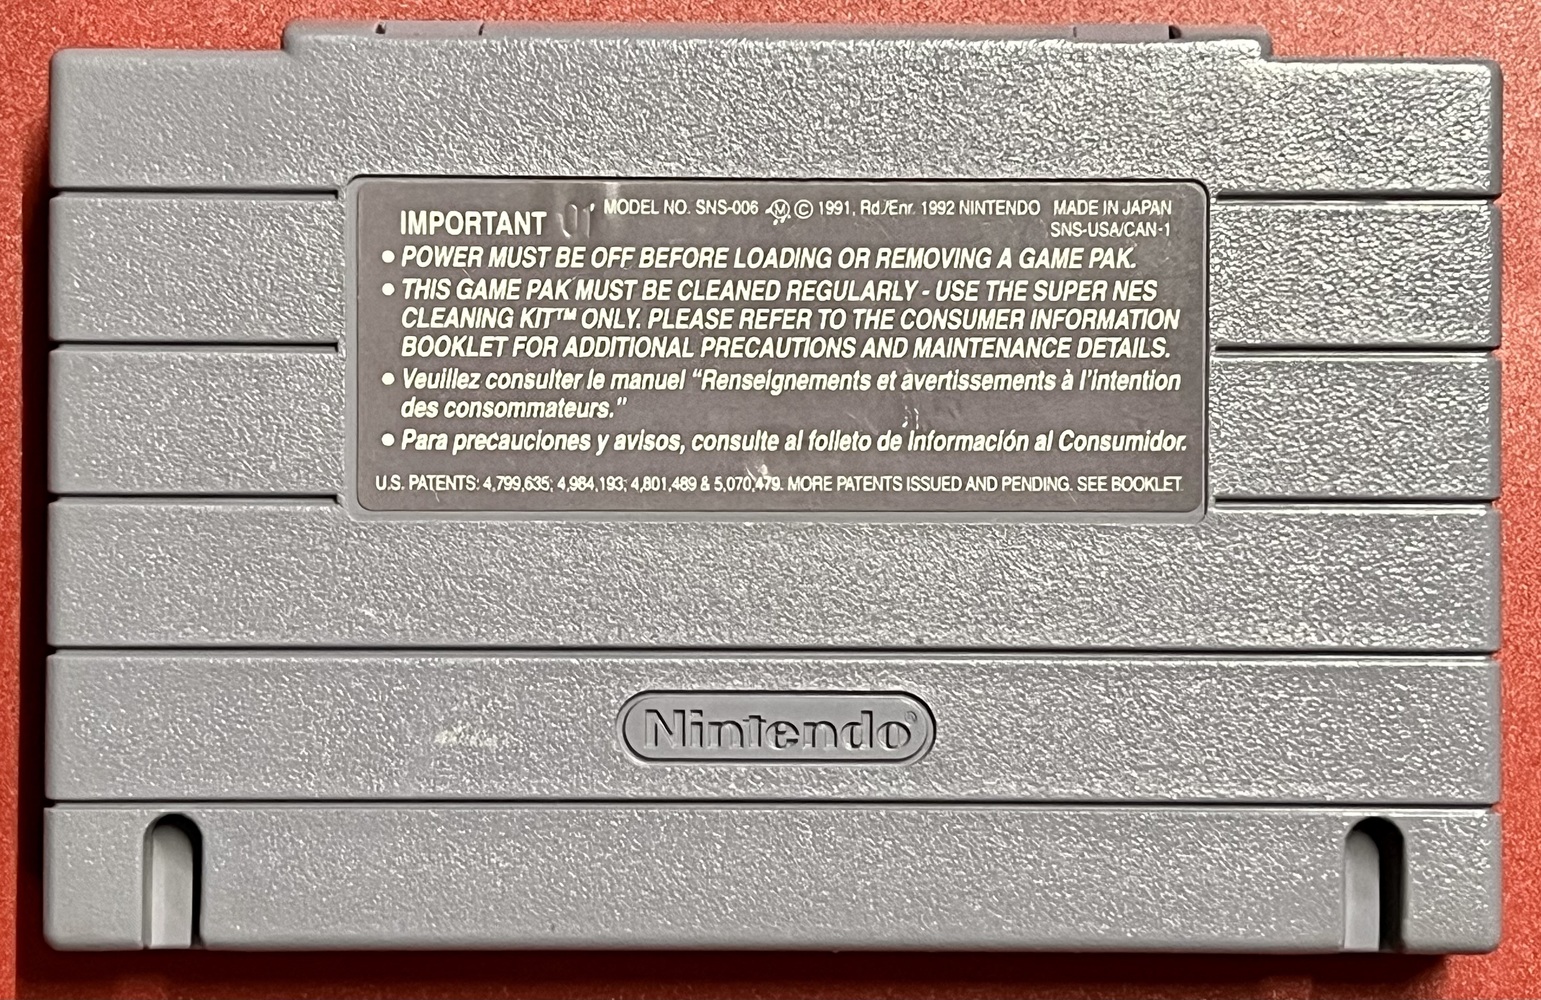 IMPORTANT MODEL NO. SNS-006 Ⓜ © 1991, Rd./Enr. 1992 NINTENDO MADE IN JAPAN
SNS-USA/CAN-1
● POWER MUST BE OFF BEFORE LOADING OR REMOVING A GAME PAK.
● THIS GAME PAK MUST BE CLEANED REGULARLY - USE THE SUPER NES
CLEANING KIT™ ONLY. PLEASE REFER TO THE CONSUMER INFORMATION
BOOKLET FOR ADDITIONAL PRECAUTIONS AND MAINTENANCE DETAILS.
● Veuillez consulter le manuel “Renseignements et avertissements à l'intention
des consommateurs.”
● Para precauciones y avisos, consulte al folleto de Información al Consumidor.
U.S. PATENTS: 4,799,635; 4,984,193; 4,801,489 & 5,070,479. MORE PATENTS ISSUED AND PENDING. SEE BOOKLET.
Nintendo®